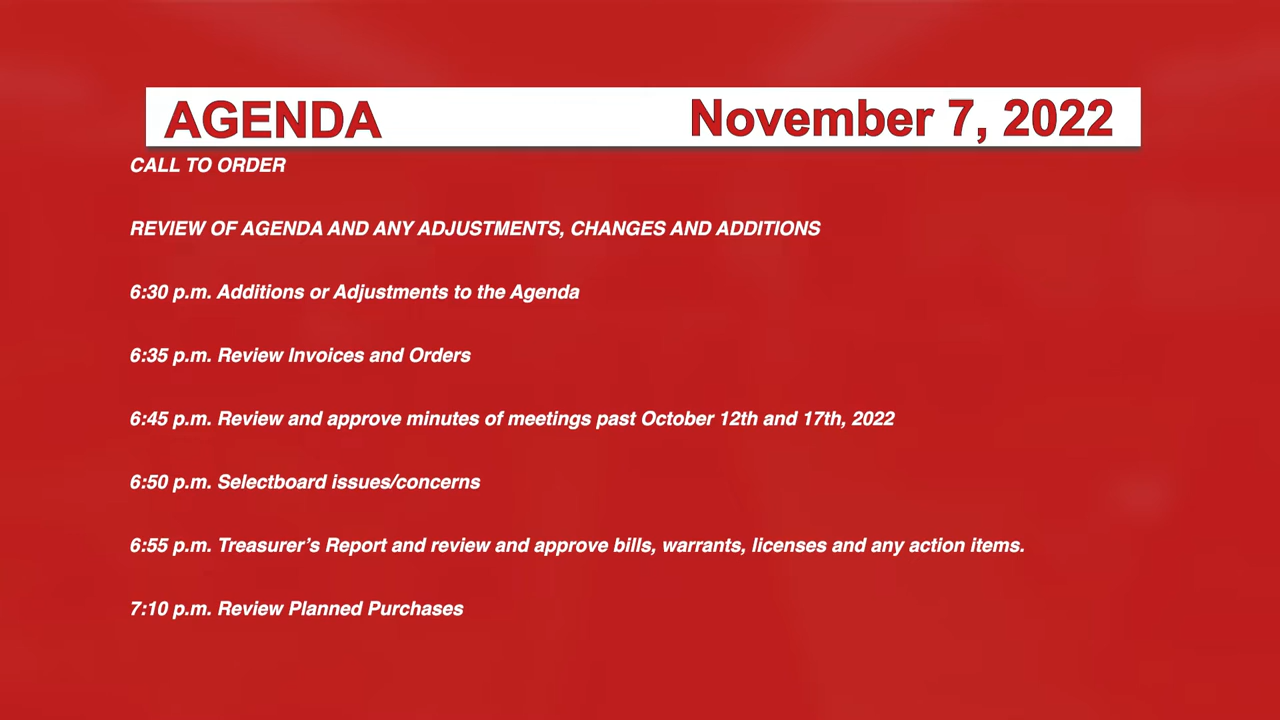 AGENDA November 7, 2022
CALL TO ORDER
REVIEW OF AGENDA AND ANY ADJUSTMENTS, CHANGES AND ADDITIONS
6:30 p.m. Additions or Adjustments to the Agenda
6:35 p.m. Review Invoices and Orders
6:45 p.m. Review and approve minutes of meetings past October 12th and 17th, 2022
6:50 p.m. Selectboard issues/concerns
6:55 p.m. Treasurer’s Report and review and approve bills, warrants, licenses and any action items.
7:10 p.m. Review Planned Purchases